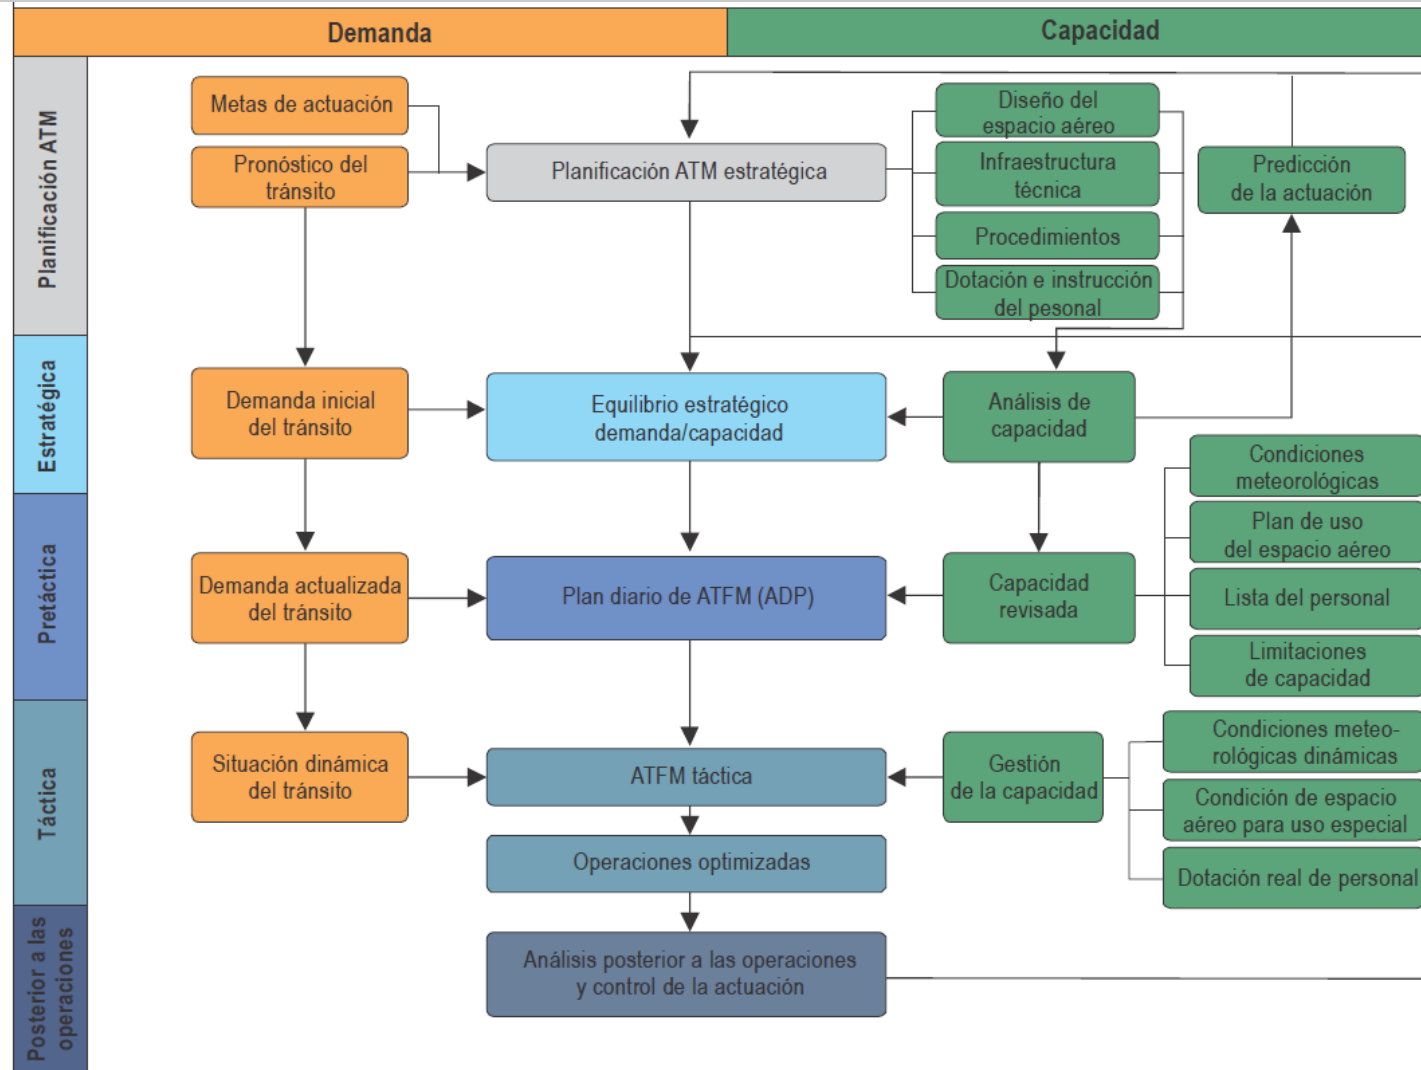 Demanda
Capacidad
Planificación ATM
Metas de actuación
Pronóstico del
tránsito
Planificación ATM estratégica
Diseño del
espacio aéreo
Infraestructura
técnica
Procedimientos
Dotación e instrucción
del pesonal
Predicción
de la actuación
Estratégica
Demanda inicial
del tránsito
Equilibrio estratégico
demanda/capacidad
Análisis de
capacidad
Pretáctica
Demanda actualizada
del tránsito
Plan diario de ATFM (ADP)
Capacidad
revisada
Condiciones
meteorológicas
Plan de uso
del espacio aéreo
Lista del personal
Limitaciones
de capacidad
Táctica
Situación dinámica
del tránsito
ATFM táctica
Gestión
de la capacidad
Condiciones meteo-
rológicas dinámicas
Condición de espacio
aéreo para uso especial
Dotación real de personal
Operaciones optimizadas
Posterior a las
operaciones
Análisis posterior a las operaciones
y control de la actuación